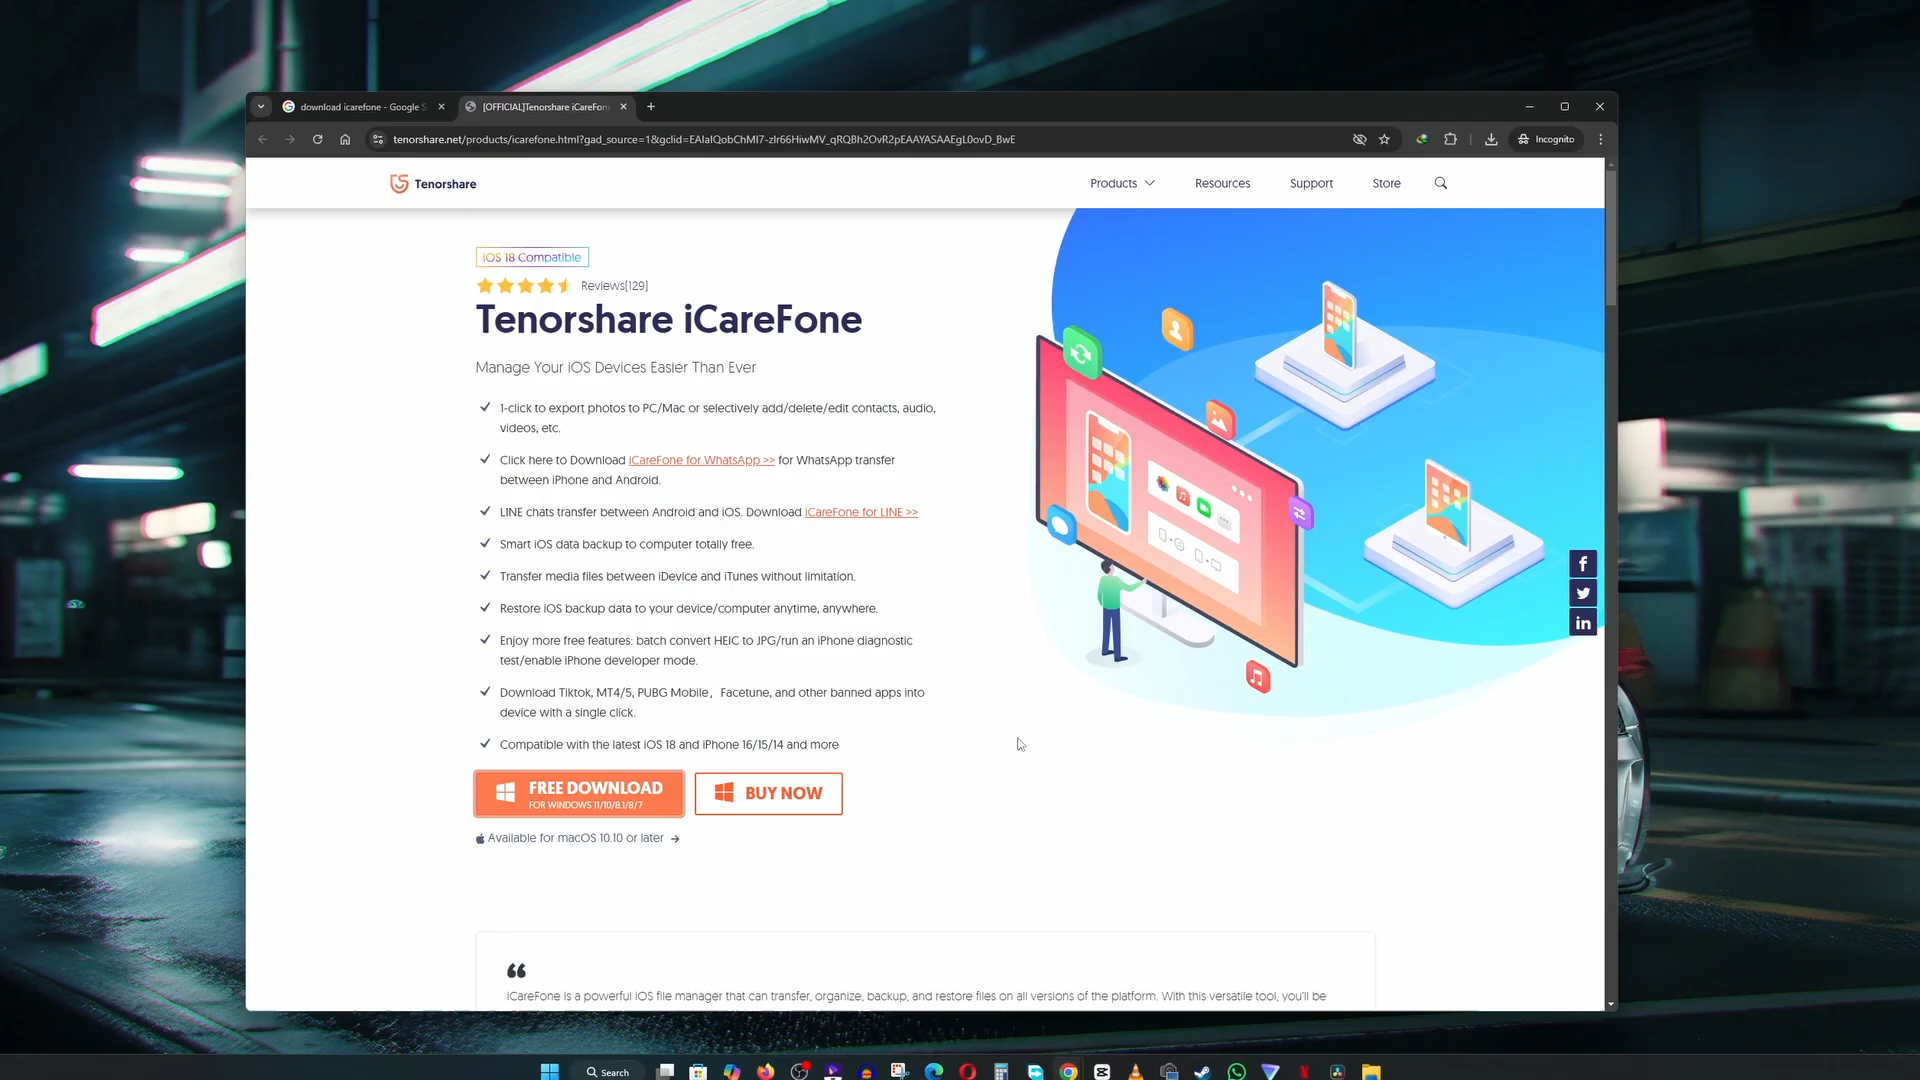 download icarefone - Google S
[OFFICIAL]Tenorshare iCareFon
tenorshare.net/products/icarefone.html?gad_source=1&gclid=EAIaIQobChMI7-zlr66HiwMV_qRQBh2OvR2pEAAYASAAEgL0ovD_BwE
Incognito
Tenorshare
Products
Resources
Support
Store
iOS 18 Compatible
Reviews(129)
Tenorshare iCareFone
Manage Your iOS Devices Easier Than Ever
1-click to export photos to PC/Mac or selectively add/delete/edit contacts, audio,
videos, etc.
Click here to Download iCareFone for WhatsApp >> for WhatsApp transfer
between iPhone and Android.
LINE chats transfer between Android and iOS. Download iCareFone for LINE >>
Smart iOS data backup to computer totally free.
Transfer media files between iDevice and iTunes without limitation.
Restore iOS backup data to your device/computer anytime, anywhere.
Enjoy more free features: batch convert HEIC to JPG/run an iPhone diagnostic
test/enable iPhone developer mode.
Download Tiktok, MT4/5, PUBG Mobile，Facetune, and other banned apps into
device with a single click.
Compatible with the latest iOS 18 and iPhone 16/15/14 and more
FREE DOWNLOAD
FOR WINDOWS 11/10/8.1/8/7
BUY NOW
Available for macOS 10.10 or later
iCareFone is a powerful iOS file manager that can transfer, organize, backup, and restore files on all versions of the platform. With this versatile tool, you'll be
Search